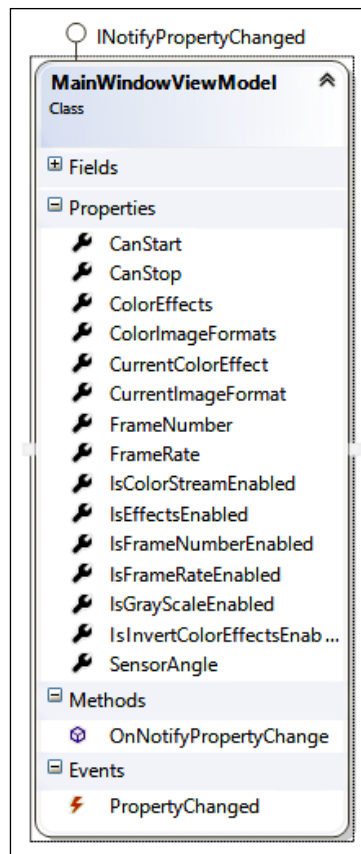 INotifyPropertyChanged
MainWindowViewModel
Class
Fields
Properties
CanStart
CanStop
ColorEffects
ColorImageFormats
CurrentColorEffect
CurrentImageFormat
FrameNumber
FrameRate
IsColorStreamEnabled
IsEffectsEnabled
IsFrameNumberEnabled
IsFrameRateEnabled
IsGrayScaleEnabled
IsInvertColorEffectsEnab ...
SensorAngle
Methods
OnNotifyPropertyChange
Events
PropertyChanged